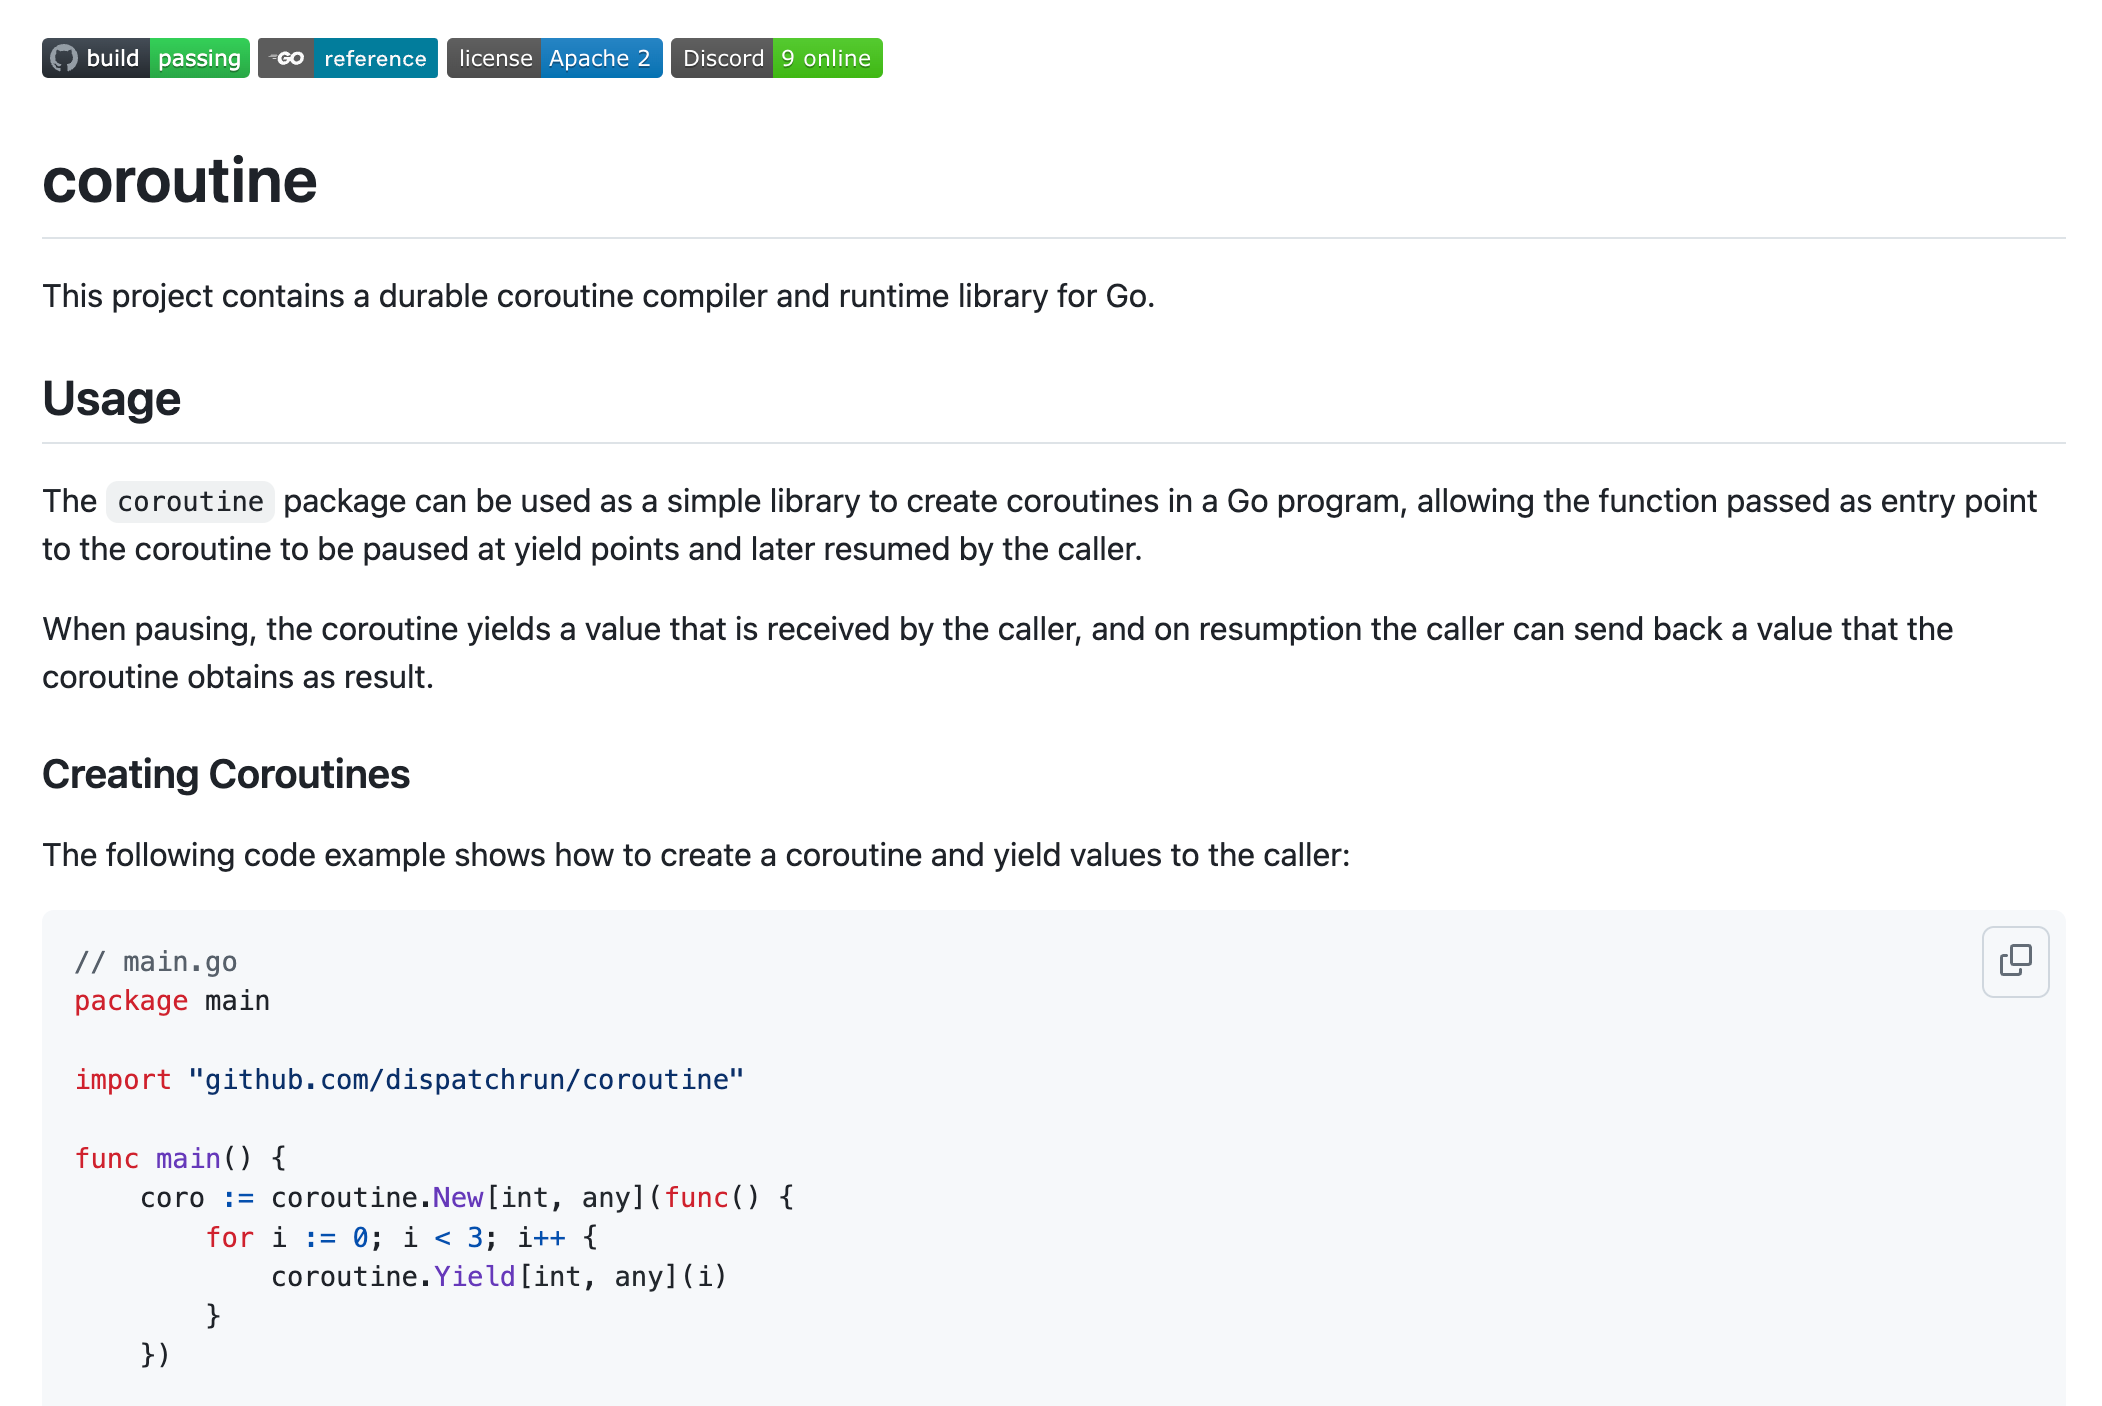 build passing GO reference license Apache 2 Discord 9 online
coroutine
This project contains a durable coroutine compiler and runtime library for Go.
Usage
The coroutine package can be used as a simple library to create coroutines in a Go program, allowing the function passed as entry point
to the coroutine to be paused at yield points and later resumed by the caller.
When pausing, the coroutine yields a value that is received by the caller, and on resumption the caller can send back a value that the
coroutine obtains as result.
Creating Coroutines
The following code example shows how to create a coroutine and yield values to the caller:
// main.go
package main
import "github.com/dispatchrun/coroutine"
func main() {
    coro := coroutine.New[int, any](func() {
        for i := 0; i < 3; i++ {
            coroutine.Yield[int, any](i)
        }
    })